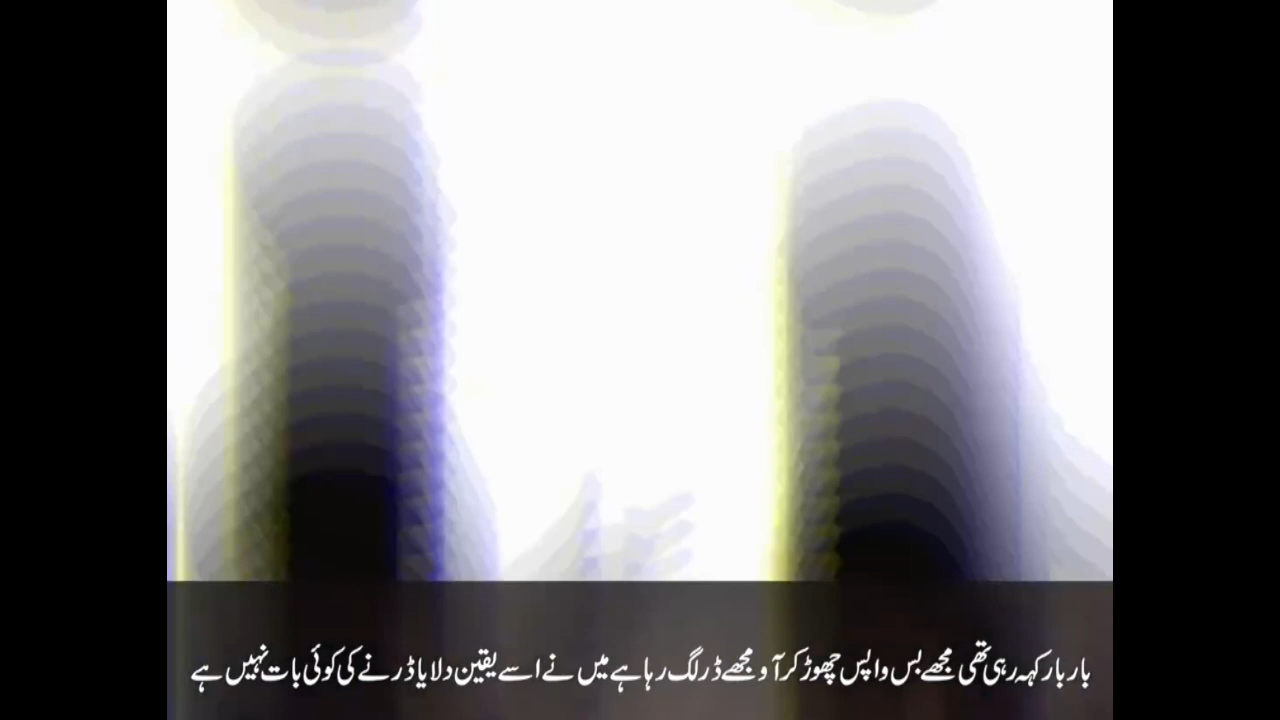 بار بار کہہ رہی تھی مجھے بس واپس چھوڑ کر آ و مجھے ڈر لگ رہا ہے میں نے اسے یقین دلایا ڈرنے کی کوئی بات نہیں ہے